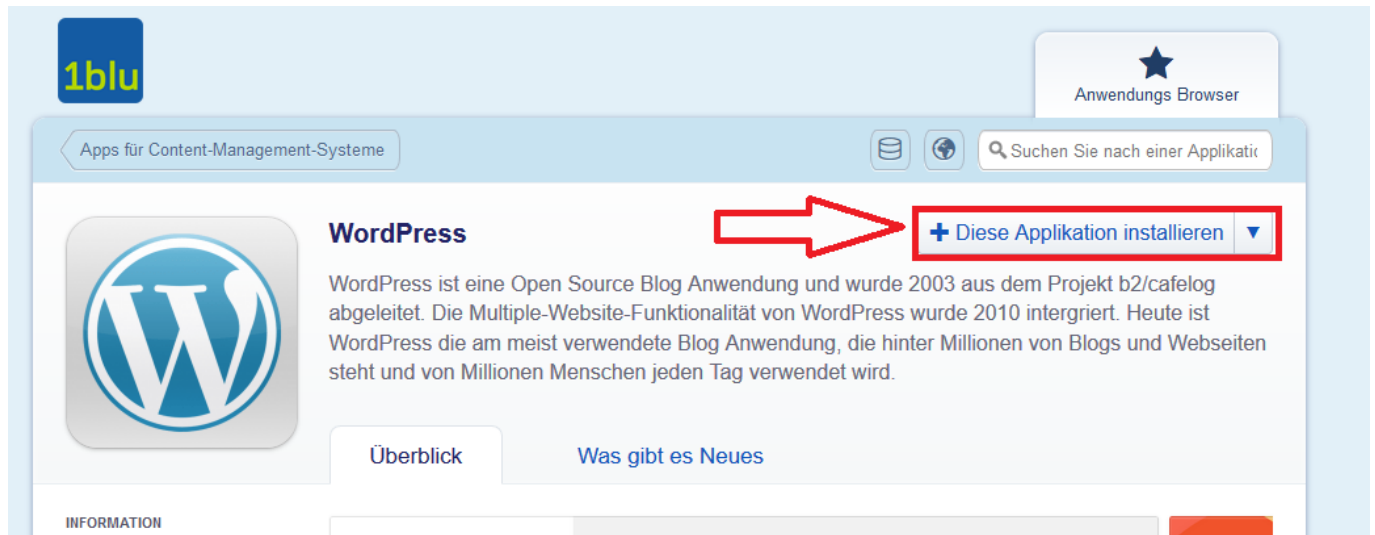 1blu
Anwendungs Browser
Apps für Content-Management-Systeme
Suchen Sie nach einer Applikatic
WordPress
+ Diese Applikation installieren ▼
WordPress ist eine Open Source Blog Anwendung und wurde 2003 aus dem Projekt b2/cafelog
abgeleitet. Die Multiple-Website-Funktionalität von WordPress wurde 2010 intergriert. Heute ist
WordPress die am meist verwendete Blog Anwendung, die hinter Millionen von Blogs und Webseiten
steht und von Millionen Menschen jeden Tag verwendet wird.
Überblick
Was gibt es Neues
INFORMATION